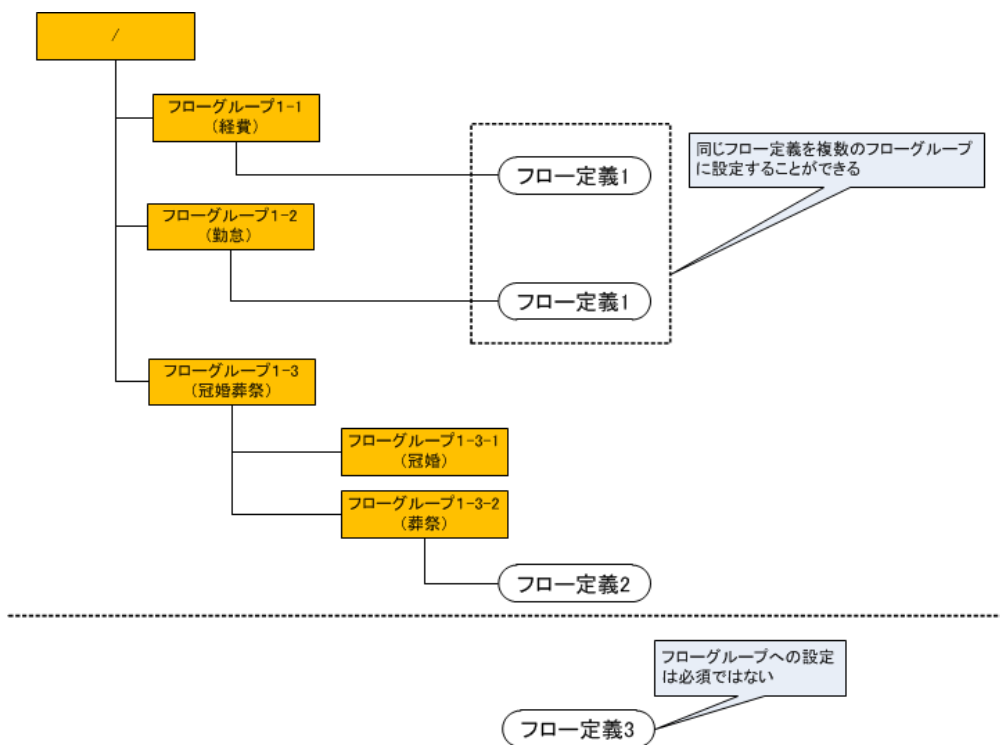 /
フローグループ1-1
（経費）
フロー定義1
同じフロー定義を複数のフローグループ
に設定することができる
フローグループ1-2
（勤怠）
フロー定義1
フローグループ1-3
（冠婚葬祭）
フローグループ1-3-1
（冠婚）
フローグループ1-3-2
（葬祭）
フロー定義2
フローグループへの設定
は必須ではない
フロー定義3